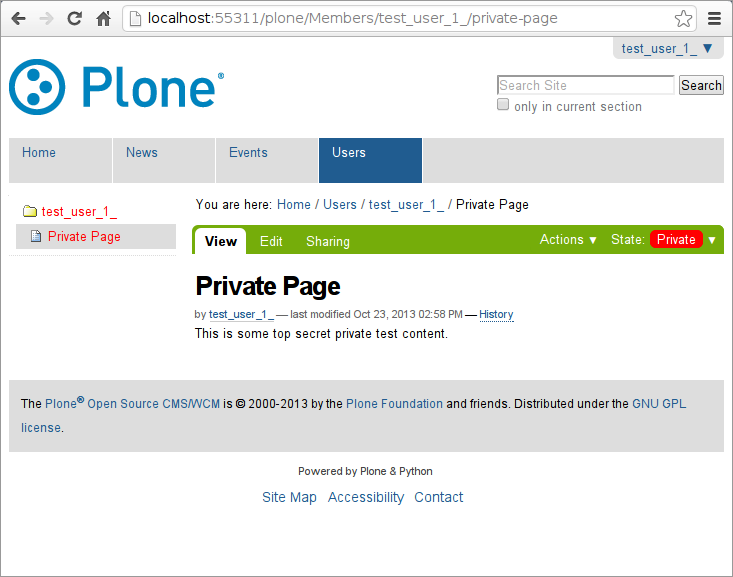 localhost:55311/plone/Members/test_user_1_/private-page
test_user_1_ ▼
Plone®
Search Site Search
only in current section
Home News Events Users
You are here: Home / Users / test_user_1_ / Private Page
test_user_1_
Private Page
View Edit Sharing Actions ▼ State: Private ▼
Private Page
by test_user_1_ — last modified Oct 23, 2013 02:58 PM — History
This is some top secret private test content.
The Plone® Open Source CMS/WCM is © 2000-2013 by the Plone Foundation and friends. Distributed under the GNU GPL
license.
Powered by Plone & Python
Site Map Accessibility Contact